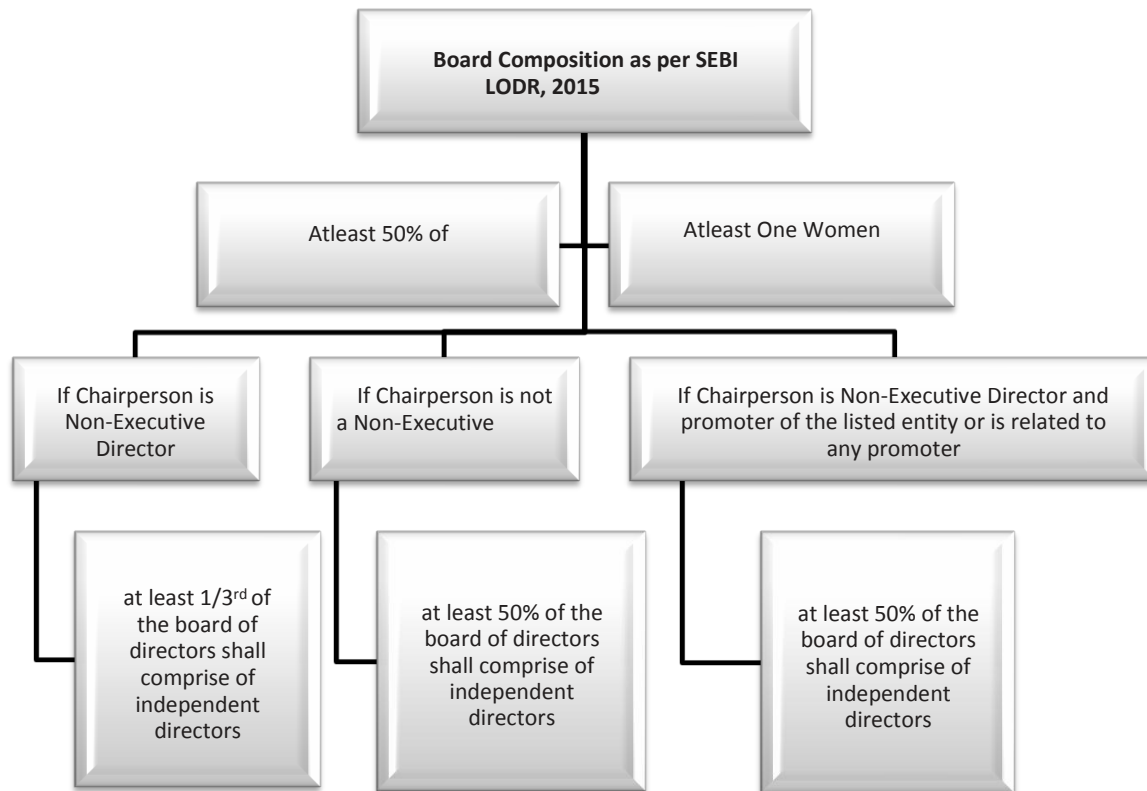 Board Composition as per SEBI
LODR, 2015
Atleast 50% of
Atleast One Women
If Chairperson is
Non-Executive
Director
If Chairperson is not
a Non-Executive
If Chairperson is Non-Executive Director and
promoter of the listed entity or is related to
any promoter
at least 1/3rd of
the board of
directors shall
comprise of
independent
directors
at least 50% of the
board of directors
shall comprise of
independent
directors
at least 50% of the
board of directors
shall comprise of
independent
directors